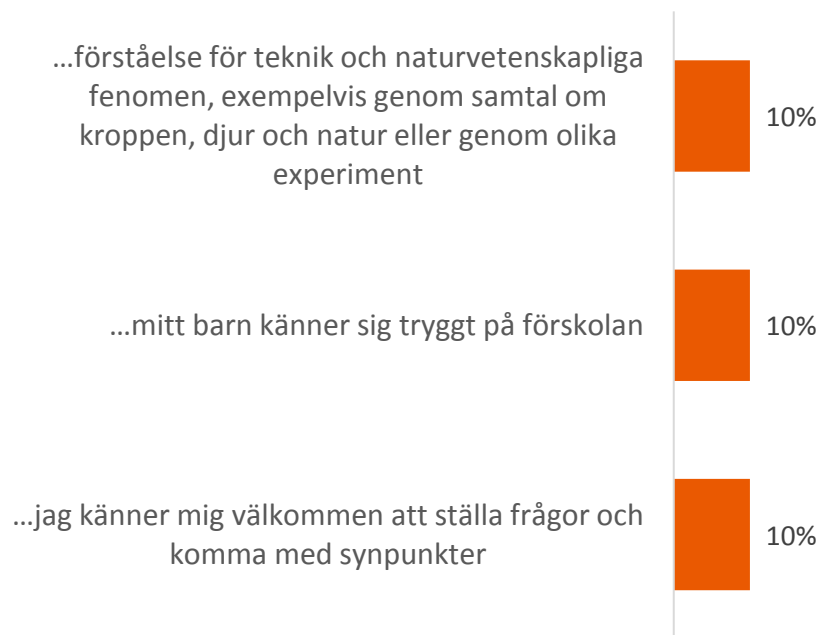 ...förståelse för teknik och naturvetenskapliga
fenomen, exempelvis genom samtal om
kroppen, djur och natur eller genom olika
experiment
10%
...mitt barn känner sig tryggt på förskolan
10%
...jag känner mig välkommen att ställa frågor och
komma med synpunkter
10%